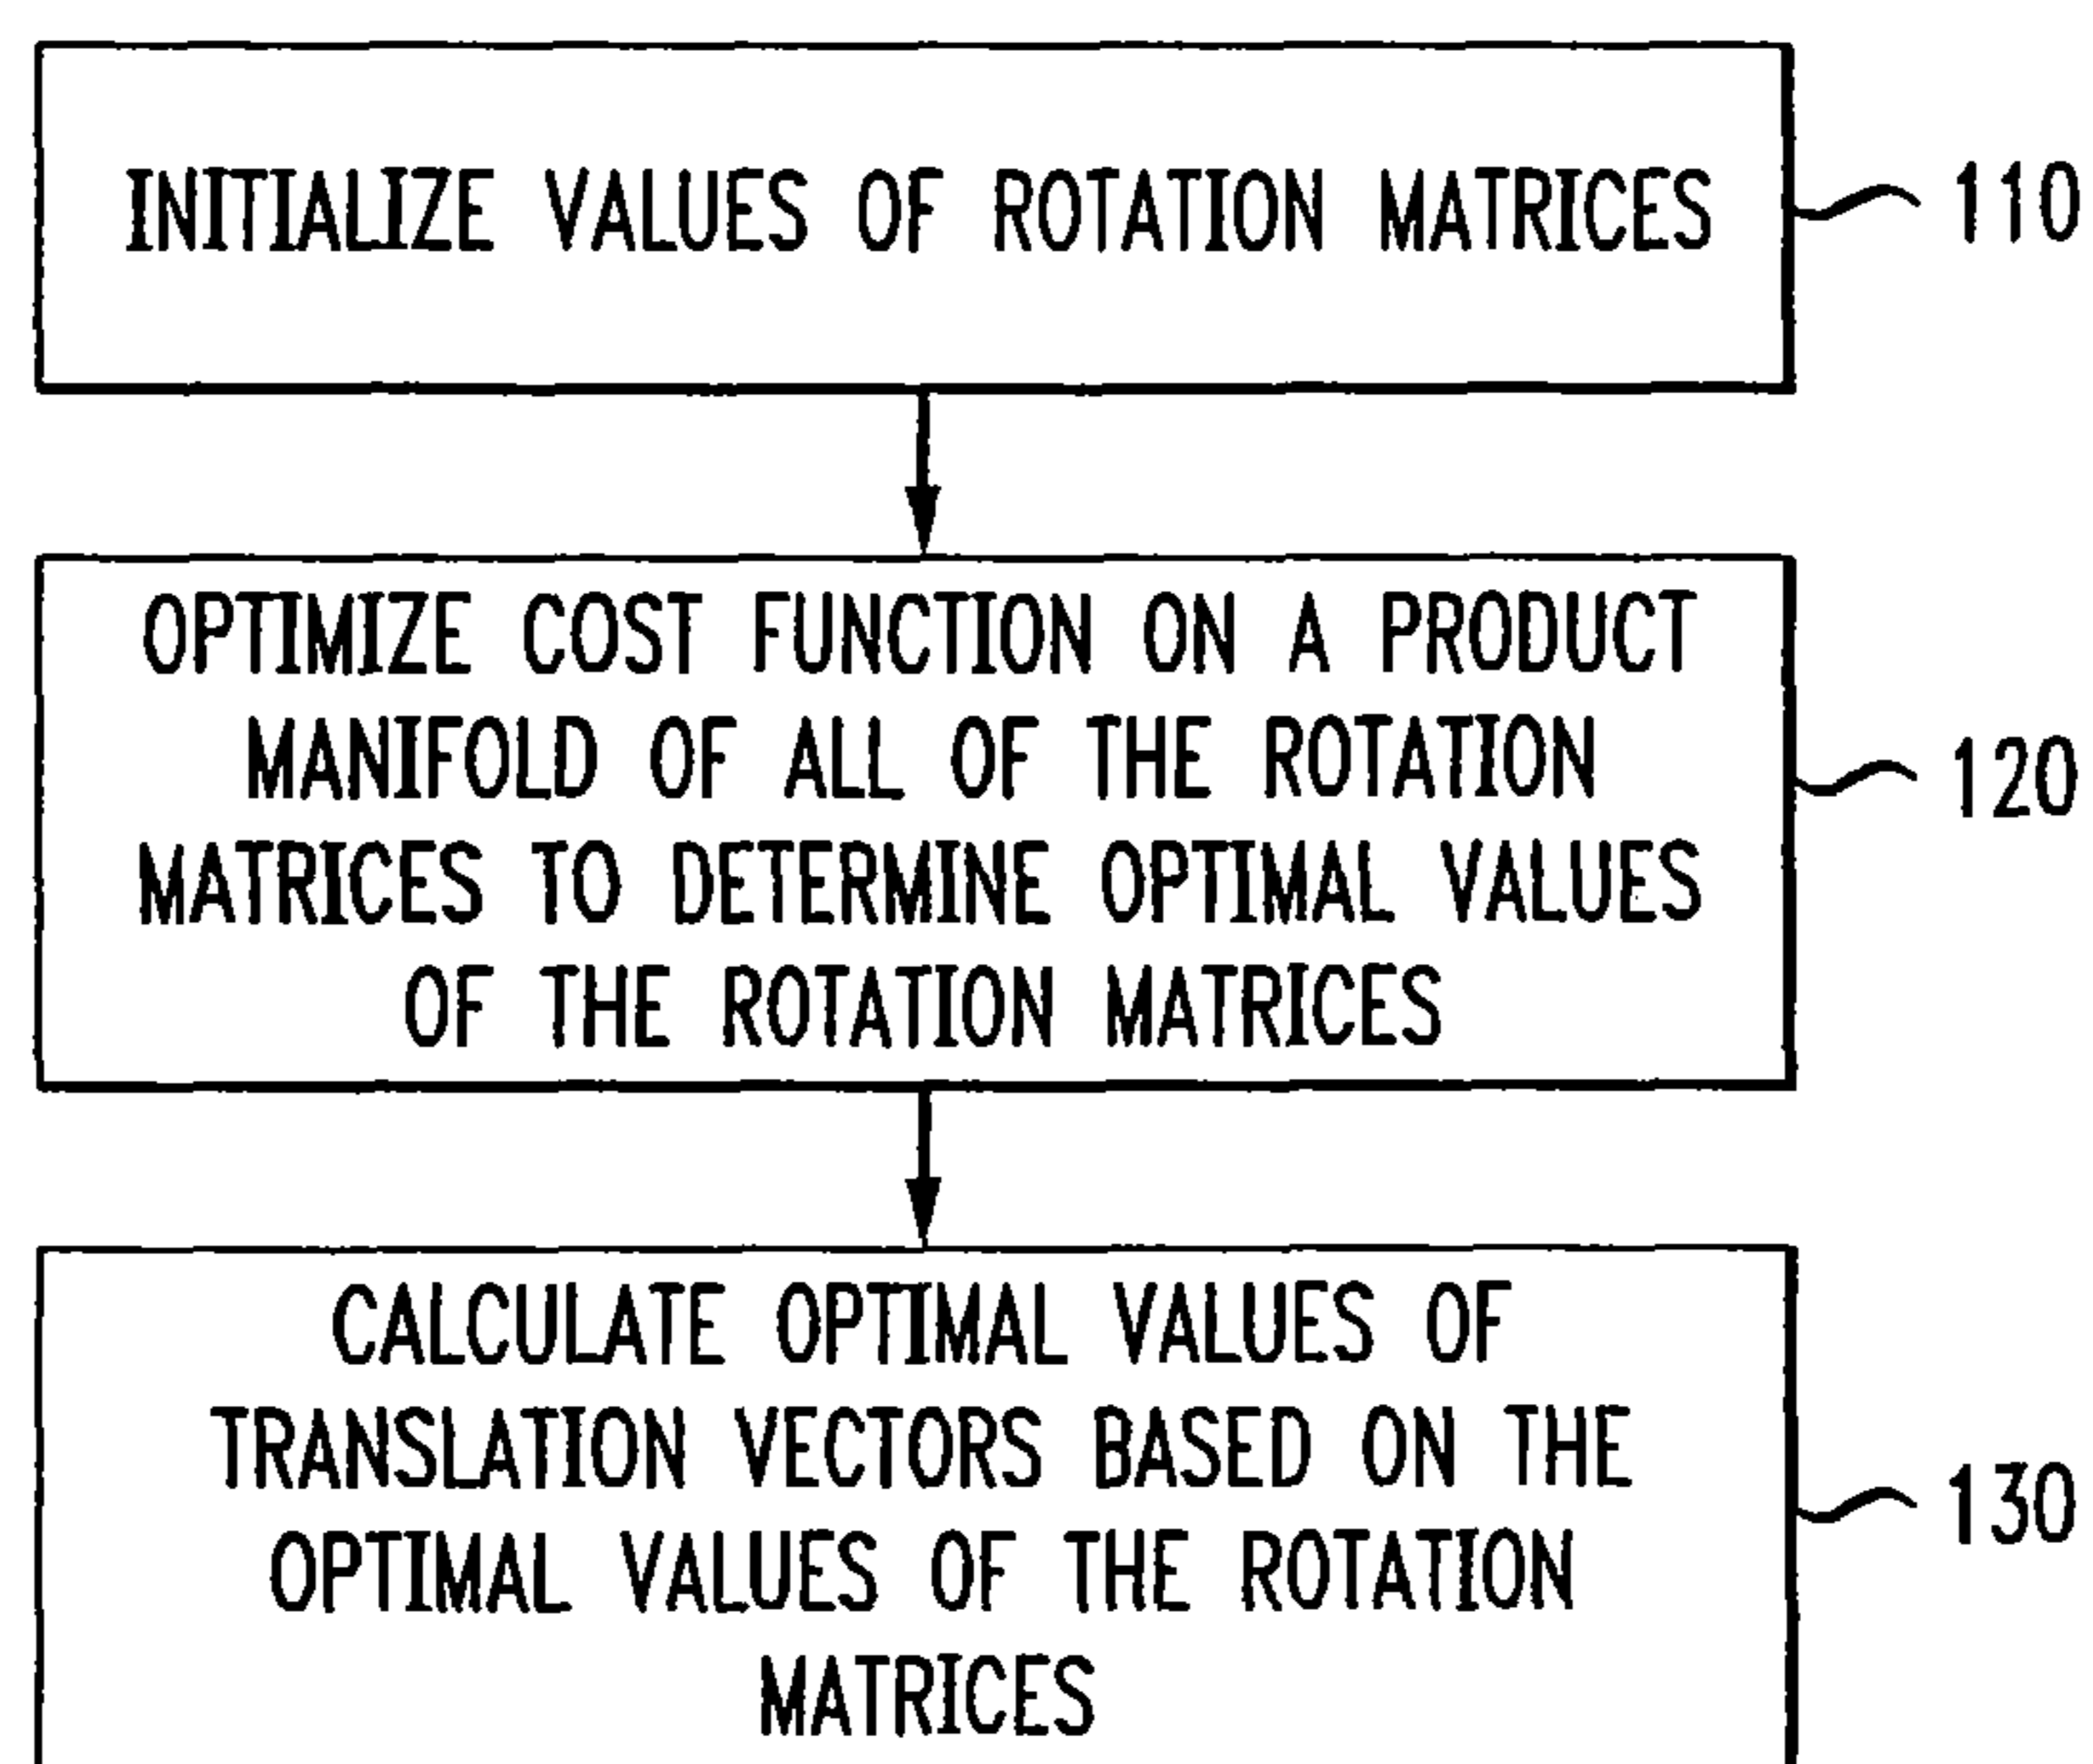 INITIALIZE VALUES OF ROTATION MATRICES
110
OPTIMIZE COST FUNCTION ON A PRODUCT
MANIFOLD OF ALL OF THE ROTATION
MATRICES TO DETERMINE OPTIMAL VALUES
OF THE ROTATION MATRICES
120
CALCULATE OPTIMAL VALUES OF
TRANSLATION VECTORS BASED ON THE
OPTIMAL VALUES OF THE ROTATION
MATRICES
130